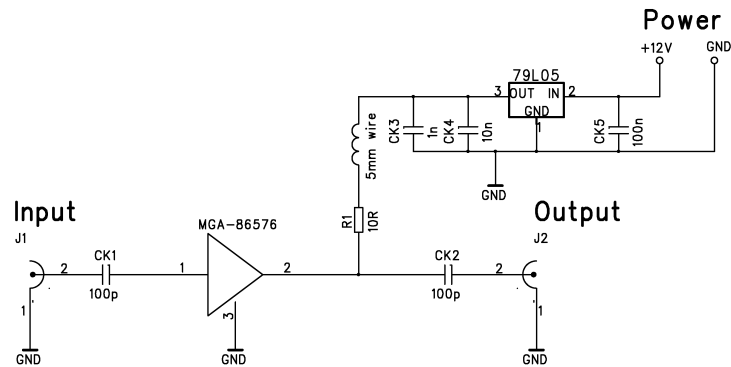 Power
+12V
GND
79L05
3 OUT IN 2
GND
1
CK3
1n
CK4
10n
CK5
100n
5mm wire
GND
R1
10R
Input
J1
MGA-86576
Output
J2
CK1
CK2
2
1
2
2
100p
100p
1
3
1
GND
GND
GND